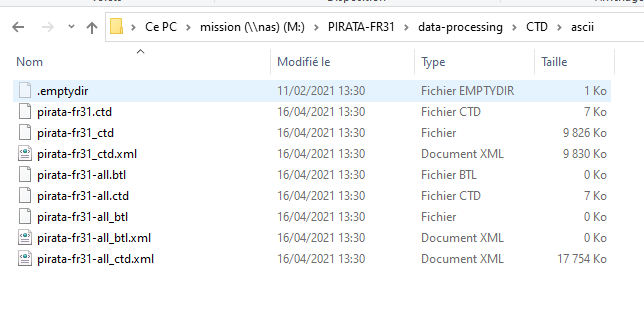 Ce PC > mission (\\nas) (M:) > PIRATA-FR31 > data-processing > CTD > ascii
Nom Modifié le Type Taille
.emptydir 11/02/2021 13:30 Fichier EMPTYDIR 1 Ko
pirata-fr31.ctd 16/04/2021 13:30 Fichier CTD 7 Ko
pirata-fr31_ctd 16/04/2021 13:30 Fichier 9 826 Ko
pirata-fr31_ctd.xml 16/04/2021 13:30 Document XML 9 830 Ko
pirata-fr31-all.btl 16/04/2021 13:30 Fichier BTL 0 Ko
pirata-fr31-all.ctd 16/04/2021 13:30 Fichier CTD 7 Ko
pirata-fr31-all_btl 16/04/2021 13:30 Fichier 0 Ko
pirata-fr31-all_btl.xml 16/04/2021 13:30 Document XML 0 Ko
pirata-fr31-all_ctd.xml 16/04/2021 13:30 Document XML 17 754 Ko